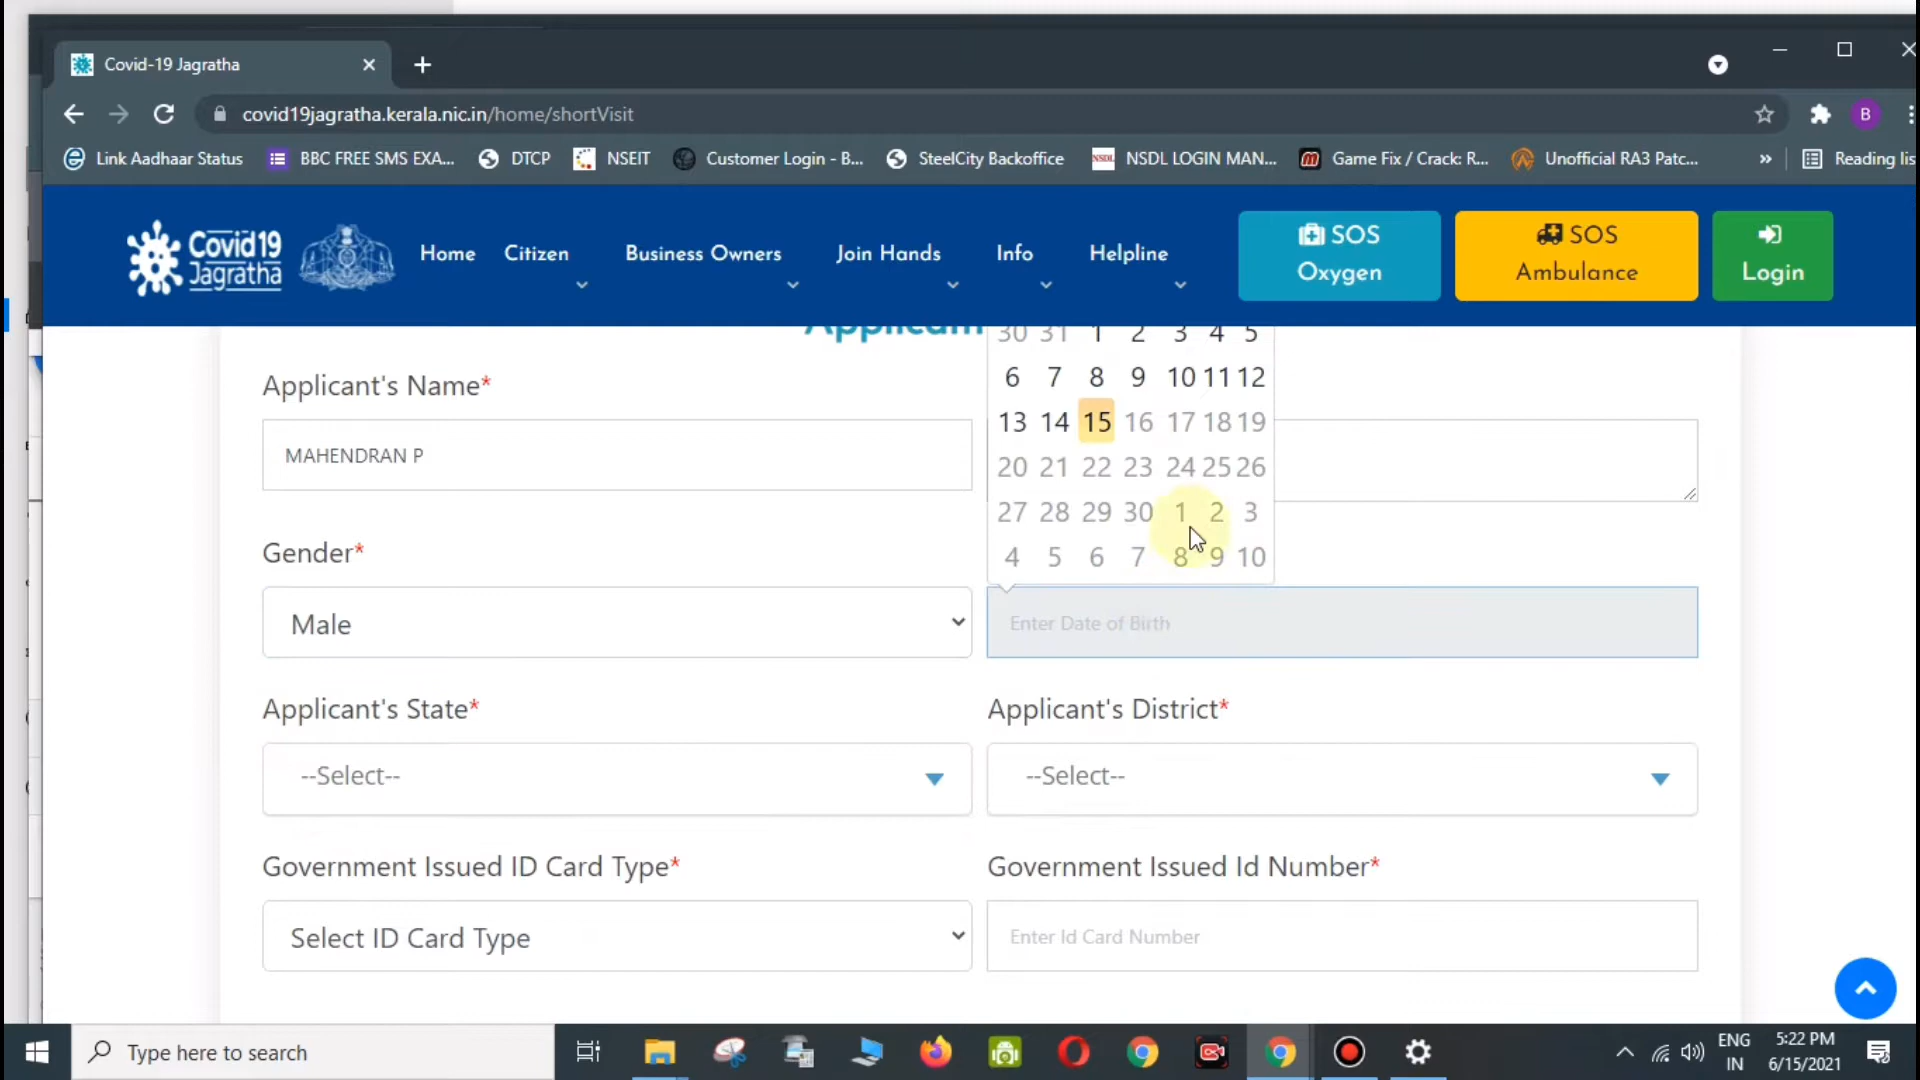 Covid-19 Jagratha
covid19jagratha.kerala.nic.in/home/shortVisit
B
Link Aadhaar Status
BBC FREE SMS EXA...
DTCP
NSEIT
Customer Login - B...
SteelCity Backoffice
NSDL LOGIN MAN...
Game Fix / Crack: R...
Unofficial RA3 Patc...
»
Reading lis
Covid19
Jagratha
Home
Citizen
Business Owners
Join Hands
Info
Helpline
SOS
Oxygen
SOS
Ambulance
Login
30 31 1 2 3 4 5
6 7 8 9 10 11 12
13 14 15 16 17 18 19
20 21 22 23 24 25 26
27 28 29 30 1 2 3
4 5 6 7 8 9 10
Applicant's Name*
MAHENDRAN P
Gender*
Male
Enter Date of Birth
Applicant's State*
Applicant's District*
--Select--
--Select--
Government Issued ID Card Type*
Government Issued Id Number*
Select ID Card Type
Enter Id Card Number
Type here to search
ENG
IN
5:22 PM
6/15/2021